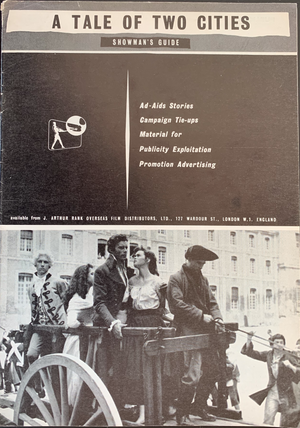 A TALE OF TWO CITIES
SHOWMAN'S GUIDE
Ad-Aids Stories
Campaign Tie-ups
Material for
Publicity Exploitation
Promotion Advertising
available from J. ARTHUR RANK OVERSEAS FILM DISTRIBUTORS, LTD., 127 WARDOUR ST., LONDON W.1. ENGLAND